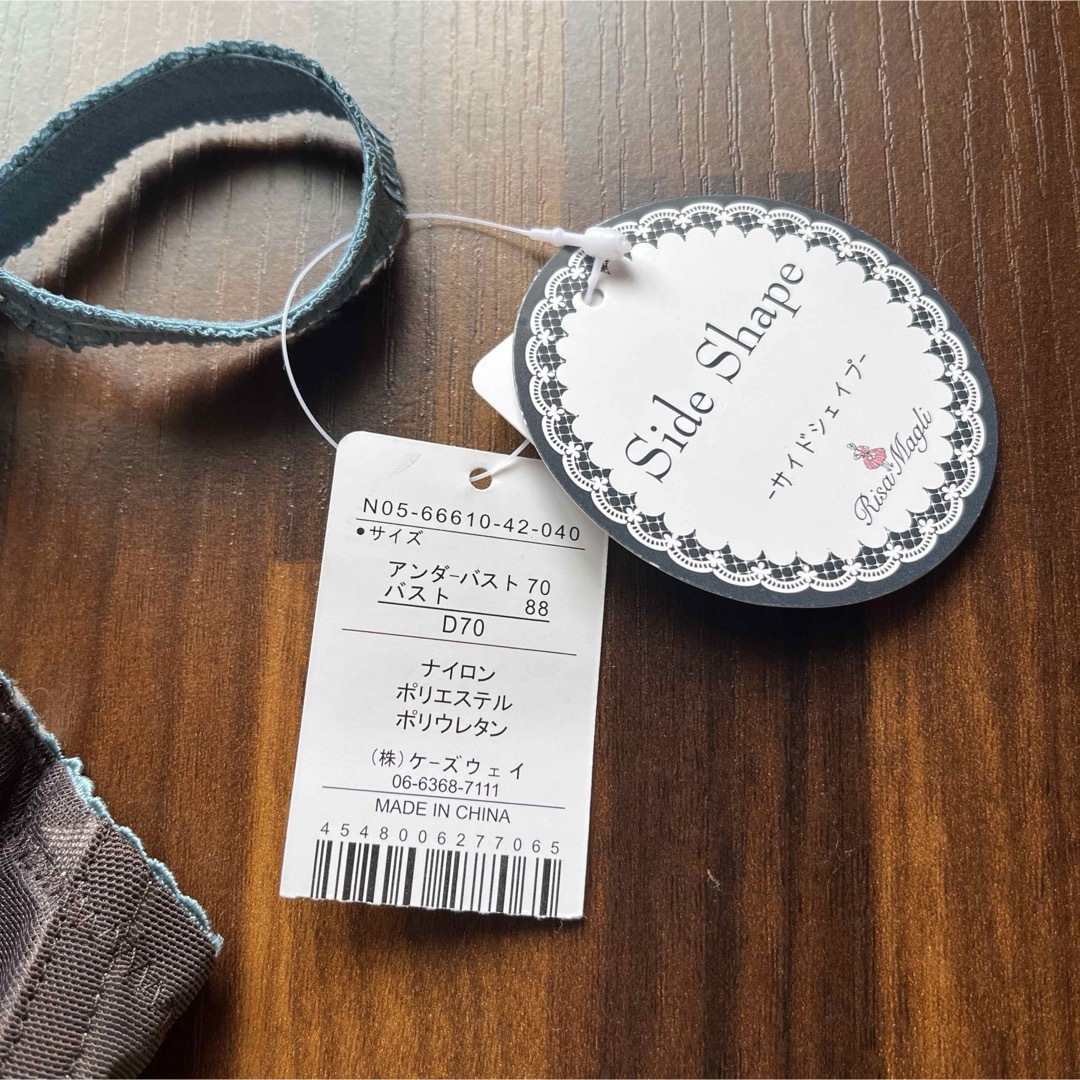 Side Shape
-サイドシェイプ-
Risa Magli
N05-66610-42-040
•サイズ
アンダーバスト 70
バスト 88
D70
ナイロン
ポリエステル
ポリウレタン
(株)ケーズウェイ
06-6368-7111
MADE IN CHINA
4548006277065